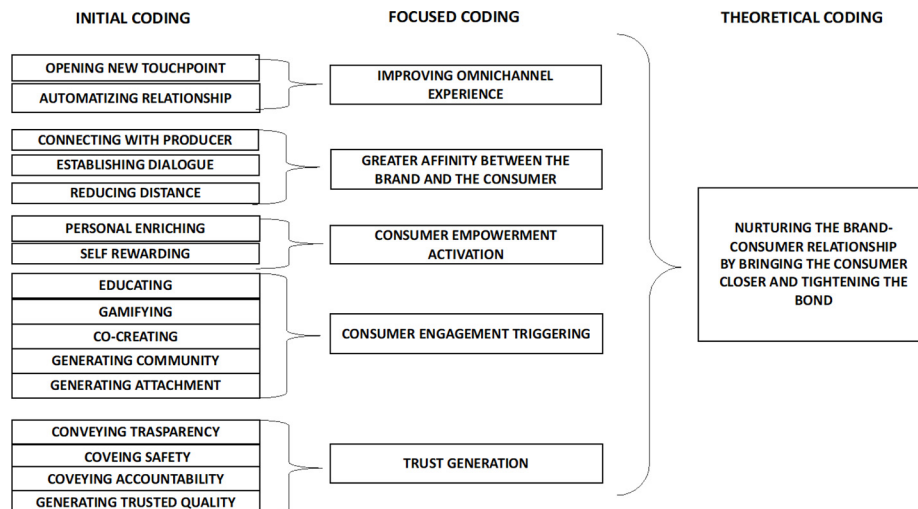 INITIAL CODING
FOCUSED CODING
THEORETICAL CODING
OPENING NEW TOUCHPOINT
AUTOMATIZING RELATIONSHIP
IMPROVING OMNICHANNEL
EXPERIENCE
CONNECTING WITH PRODUCER
ESTABLISHING DIALOGUE
REDUCING DISTANCE
GREATER AFFINITY BETWEEN THE
BRAND AND THE CONSUMER
PERSONAL ENRICHING
SELF REWARDING
CONSUMER EMPOWERMENT
ACTIVATION
EDUCATING
GAMIFYING
CO-CREATING
GENERATING COMMUNITY
GENERATING ATTACHMENT
CONSUMER ENGAGEMENT TRIGGERING
CONVEYING TRASPARENCY
COVEING SAFETY
COVEYING ACCOUNTABILITY
GENERATING TRUSTED QUALITY
TRUST GENERATION
NURTURING THE BRAND-
CONSUMER RELATIONSHIP
BY BRINGING THE CONSUMER
CLOSER AND TIGHTENING THE
BOND